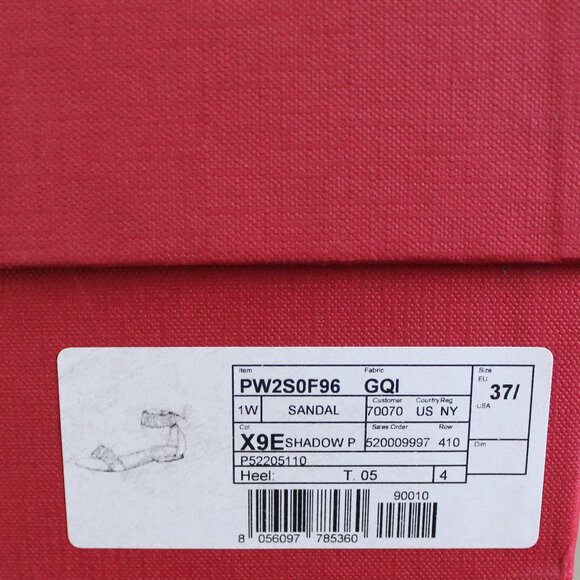 Item Fabric Size
PW2S0F96 GQI EU 37/
Customer Country Reg USA
1W SANDAL 70070 US NY
Col Sales Order Row Dim
X9E SHADOW P 520009997 410
P52205110
Heel: T. 05 4
90010
8 056097 785360